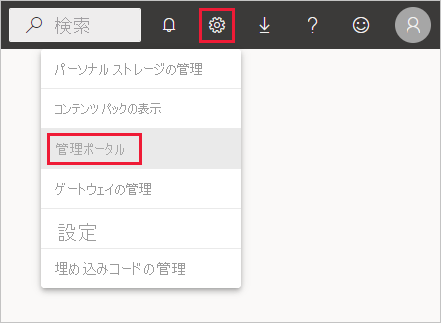 検索
パーソナル ストレージの管理
コンテンツ パックの表示
管理ポータル
ゲートウェイの管理
設定
埋め込みコードの管理